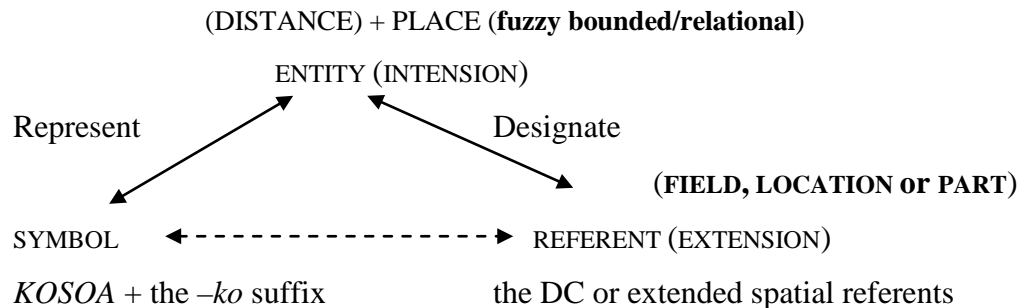 (DISTANCE) + PLACE (fuzzy bounded/relational)
ENTITY (INTENSION)
Represent Designate
(FIELD, LOCATION or PART)
SYMBOL REFERENT (EXTENSION)
KOSOA + the –ko suffix the DC or extended spatial referents